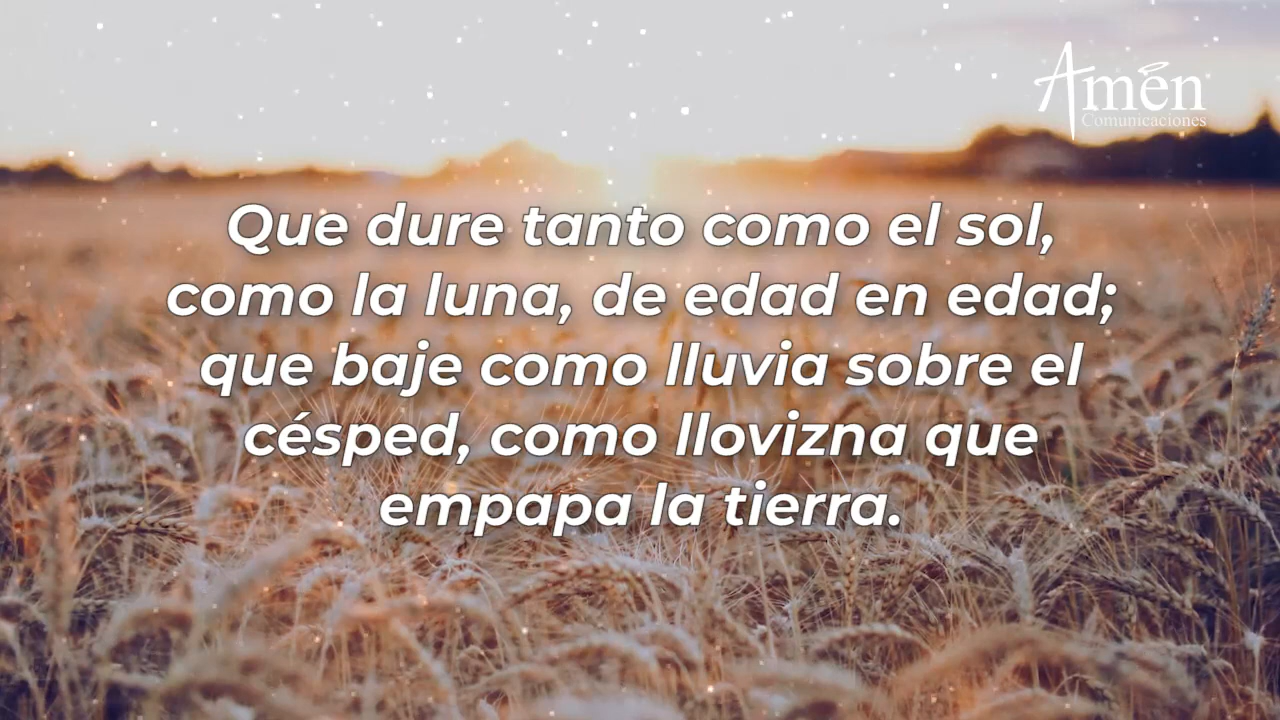 Amén
Comunicaciones
Que dure tanto como el sol,
como la luna, de edad en edad;
que baje como lluvia sobre el
césped, como llovizna que
empapa la tierra.